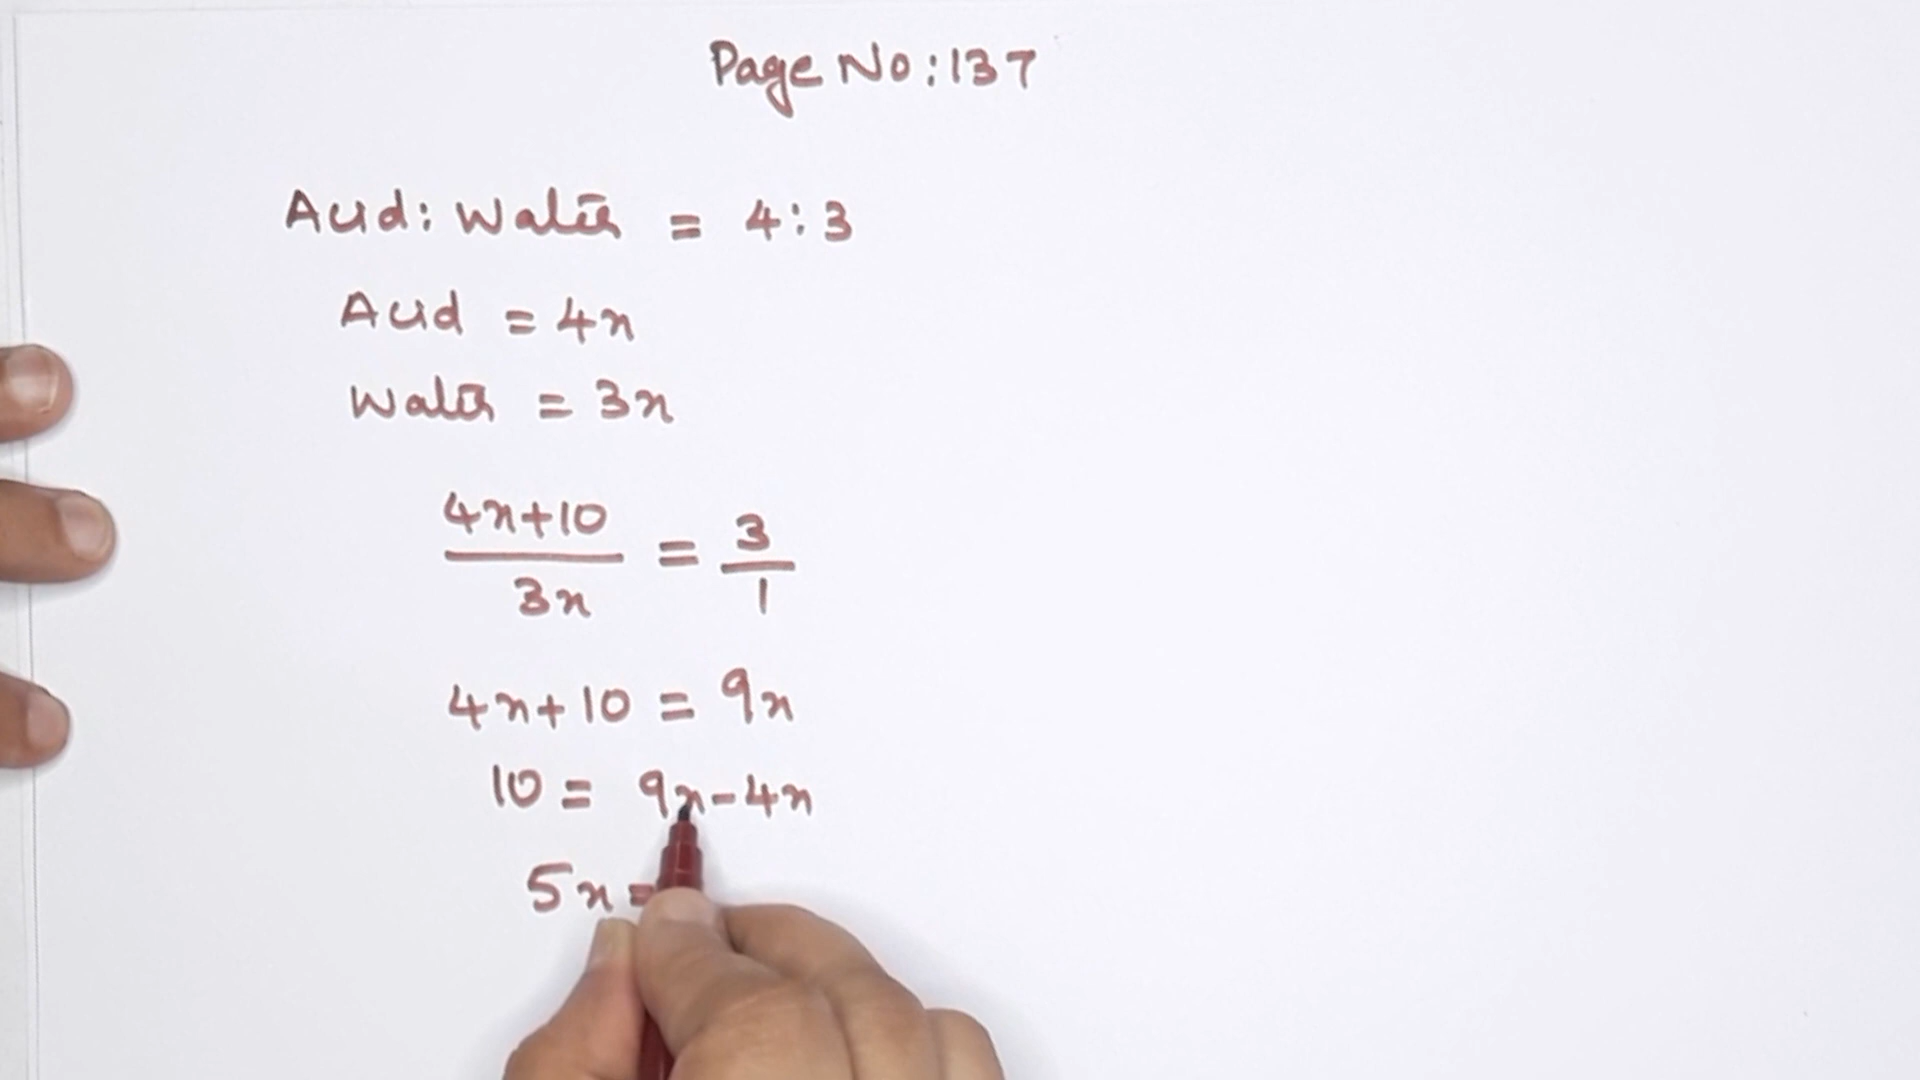 Page No:137
Acid: Water = 4:3
Acid = 4x
Water = 3x
4x+10 / 3x = 3 / 1
4x+10 = 9x
10 = 9x-4x
5x =